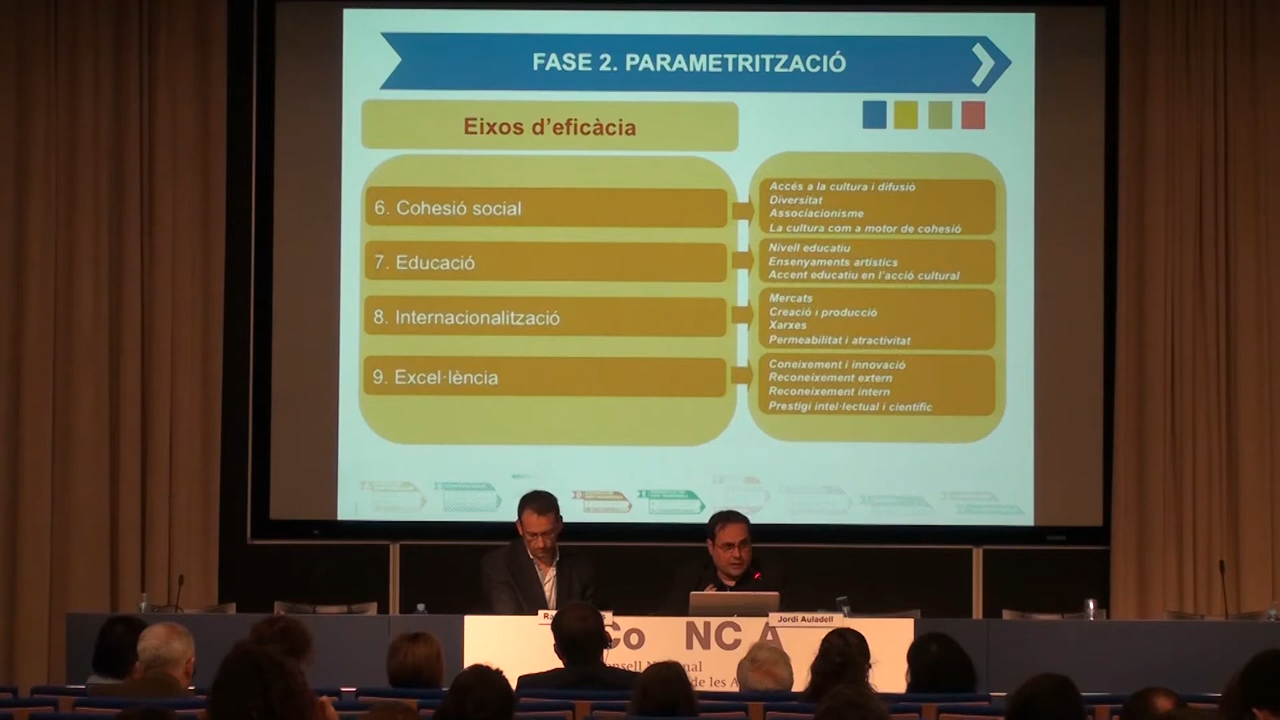 FASE 2. PARAMETRITZACIÓ
Eixos d'eficàcia
6. Cohesió social
Accés a la cultura i difusió
Diversitat
Associacionisme
La cultura com a motor de cohesió
7. Educació
Nivell educatiu
Ensenyaments artístics
Accent educatiu en l'acció cultural
8. Internacionalització
Mercats
Creació i producció
Xarxes
Permeabilitat i atractivitat
9. Excel·lència
Coneixement i innovació
Reconeixement extern
Reconeixement intern
Prestigi intel·lectual i científic
Jordi Auladell
Co NC A
de les